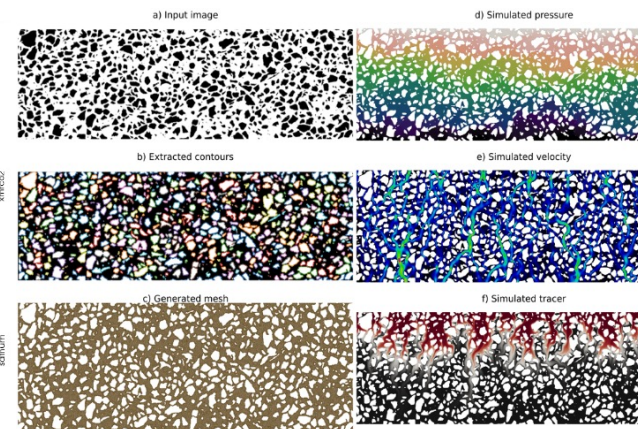 a) Input image
d) Simulated pressure
b) Extracted contours
e) Simulated velocity
c) Generated mesh
f) Simulated tracer